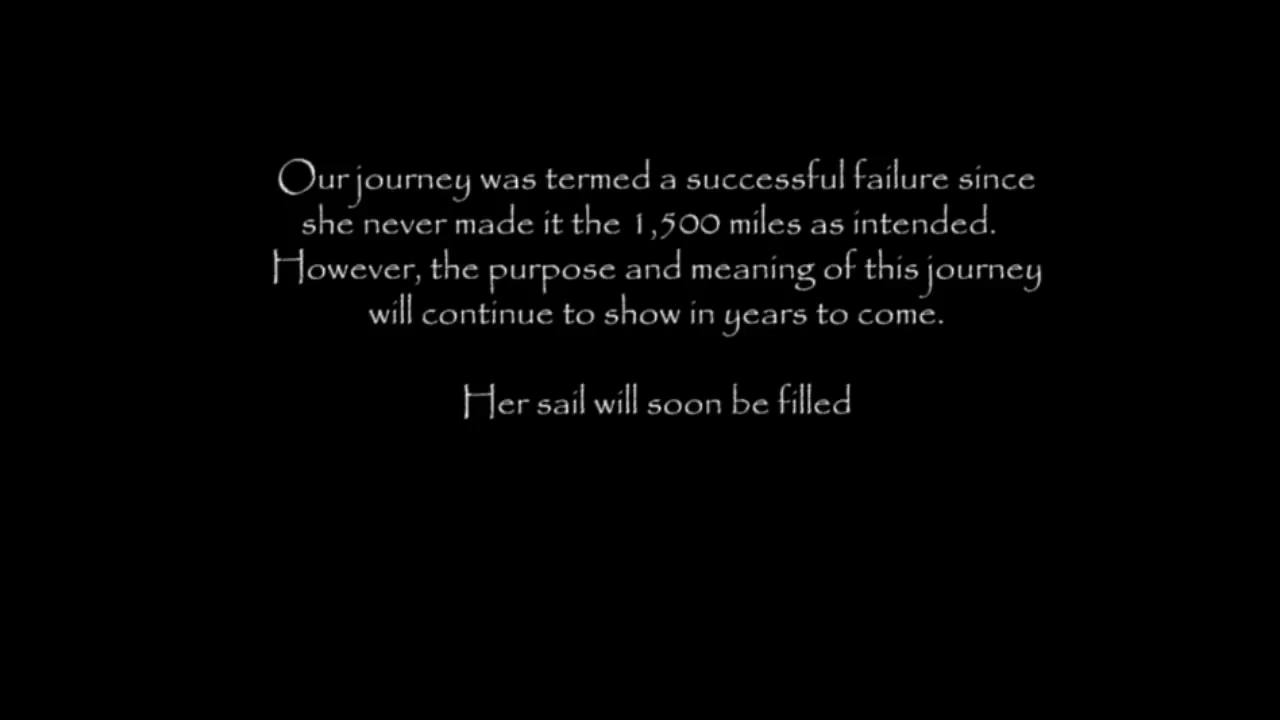 Our journey was termed a successful failure since
she never made it the 1,500 miles as intended.
However, the purpose and meaning of this journey
will continue to show in years to come.
Her sail will soon be filled